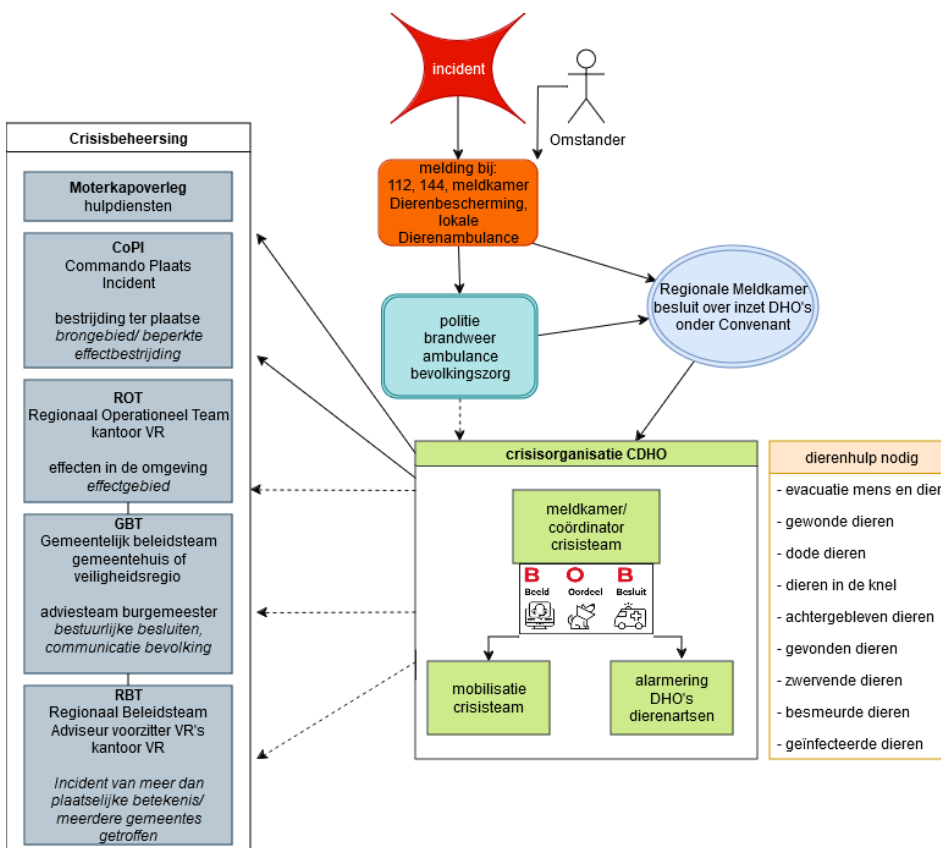 incident
Omstander
melding bij:
112, 144, meldkamer
Dierenbescherming,
lokale
Dierenambulance
Regionale Meldkamer
besluit over inzet DHO's
onder Convenant
politie
brandweer
ambulance
bevolkingszorg
Crisisbeheersing
Moterkapoverleg
hulpdiensten
CoPI
Commando Plaats
Incident
bestrijding ter plaatse
brongebied/ beperkte
effectbestrijding
ROT
Regionaal Operationeel Team
kantoor VR
effecten in de omgeving
effectgebied
GBT
Gemeentelijk beleidsteam
gemeentehuis of
veiligheidsregio
adviesteam burgemeester
bestuurlijke besluiten,
communicatie bevolking
RBT
Regionaal Beleidsteam
Adviseur voorzitter VR's
kantoor VR
Incident van meer dan
plaatselijke betekenis/
meerdere gemeentes
getroffen
crisisorganisatie CDHO
meldkamer/
coördinator
crisisteam
B O B
Beeld Oordeel Besluit
mobilisatie
crisisteam
alarmering
DHO's
dierenartsen
dierenhulp nodig
- evacuatie mens en dier
- gewonde dieren
- dode dieren
- dieren in de knel
- achtergebleven dieren
- gevonden dieren
- zwervende dieren
- besmeurde dieren
- geïnfecteerde dieren